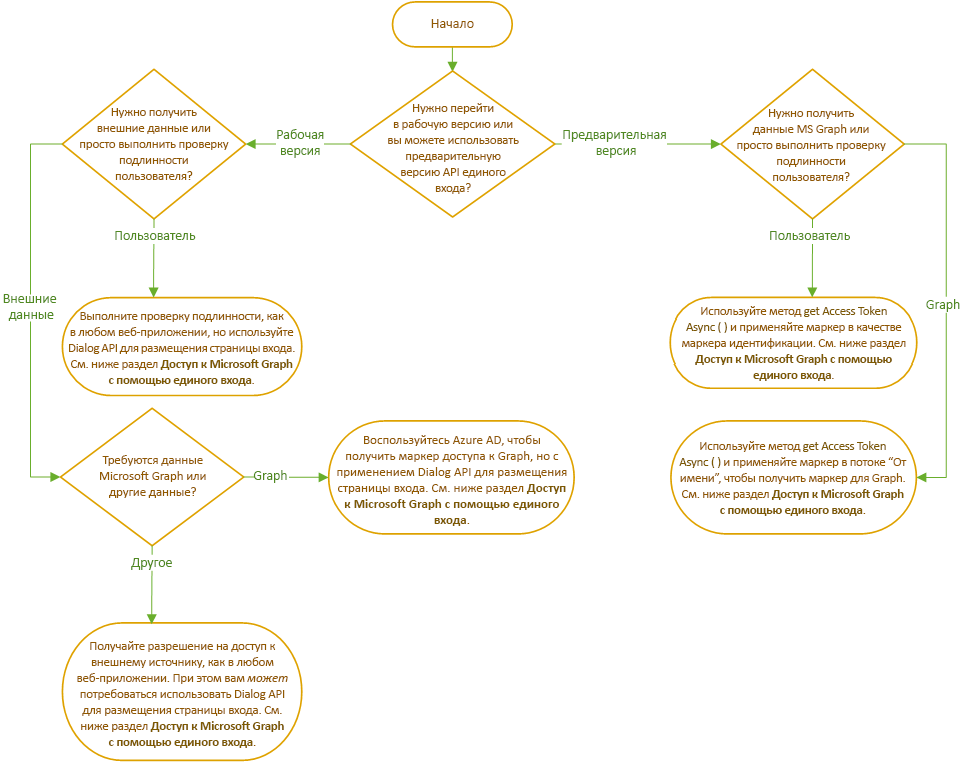 Начало
Нужно перейти
в рабочую версию или
вы можете использовать
предварительную
версию API единого
входа?
Рабочая
версия
Предварительная
версия
Нужно получить
внешние данные или
просто выполнить проверку
подлинности
пользователя?
Нужно получить
данные MS Graph или
просто выполнить проверку
подлинности
пользователя?
Пользователь
Пользователь
Внешние
данные
Graph
Выполните проверку подлинности, как
в любом веб-приложении, но используйте
Dialog API для размещения страницы входа.
См. ниже раздел Доступ к Microsoft Graph
с помощью единого входа.
Используйте метод get Access Token
Async ( ) и применяйте маркер в качестве
маркера идентификации. См. ниже раздел
Доступ к Microsoft Graph с помощью
единого входа.
Требуются данные
Microsoft Graph или
другие данные?
Graph
Воспользуйтесь Azure AD, чтобы
получить маркер доступа к Graph, но с
применением Dialog API для размещения
страницы входа. См. ниже раздел Доступ
к Microsoft Graph с помощью единого
входа.
Используйте метод get Access Token
Async ( ) и применяйте маркер в потоке “От
имени”, чтобы получить маркер для Graph.
См. ниже раздел Доступ к Microsoft Graph
с помощью единого входа.
Другое
Получайте разрешение на доступ к
внешнему источнику, как в любом
веб-приложении. При этом вам может
потребоваться использовать Dialog API
для размещения страницы входа. См.
ниже раздел Доступ к Microsoft Graph
с помощью единого входа.